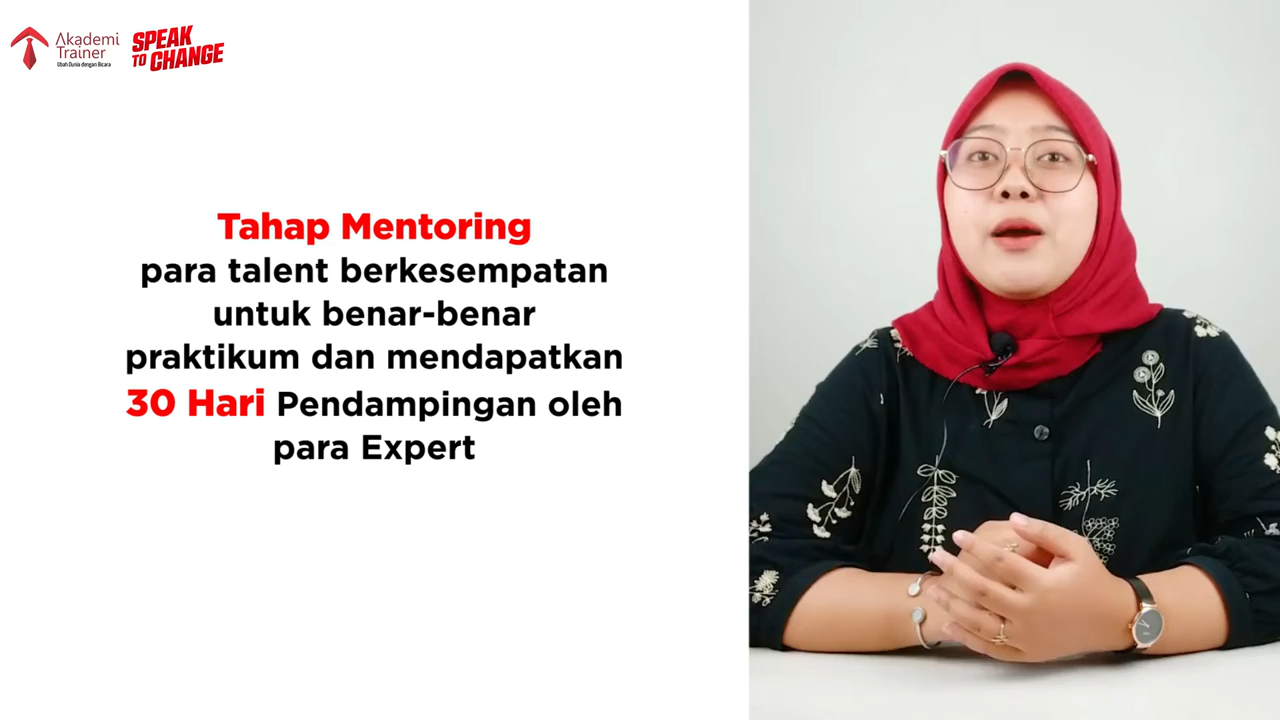 Akademi
Trainer
Ubah Dunia dengan Bicara
SPEAK
TO CHANGE
Tahap Mentoring
para talent berkesempatan
untuk benar-benar
praktikum dan mendapatkan
30 Hari Pendampingan oleh
para Expert